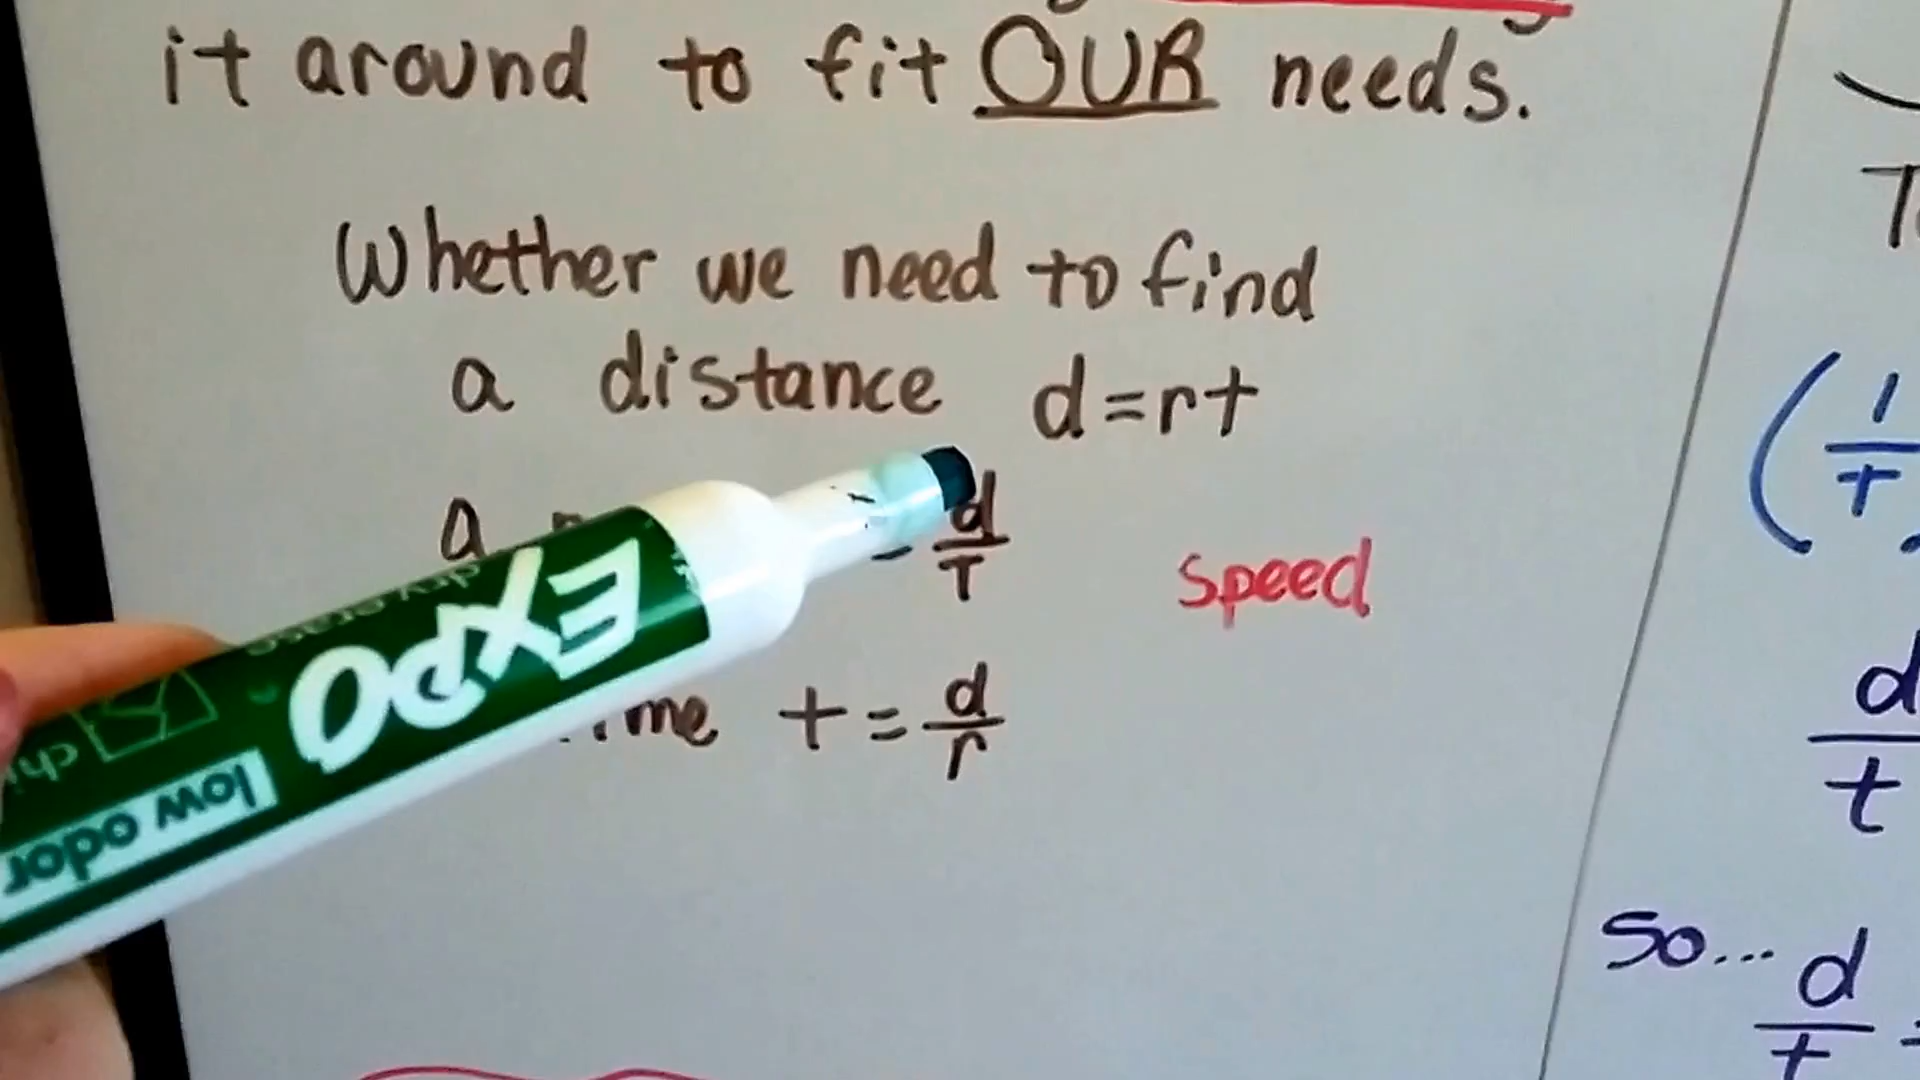 it around to fit OUR needs.
Whether we need to find
a distance d=rt
a = d/T speed
me t = d/r
EXPO
dry erase
low odor
chi
(1/T
d/t
So... d/t =